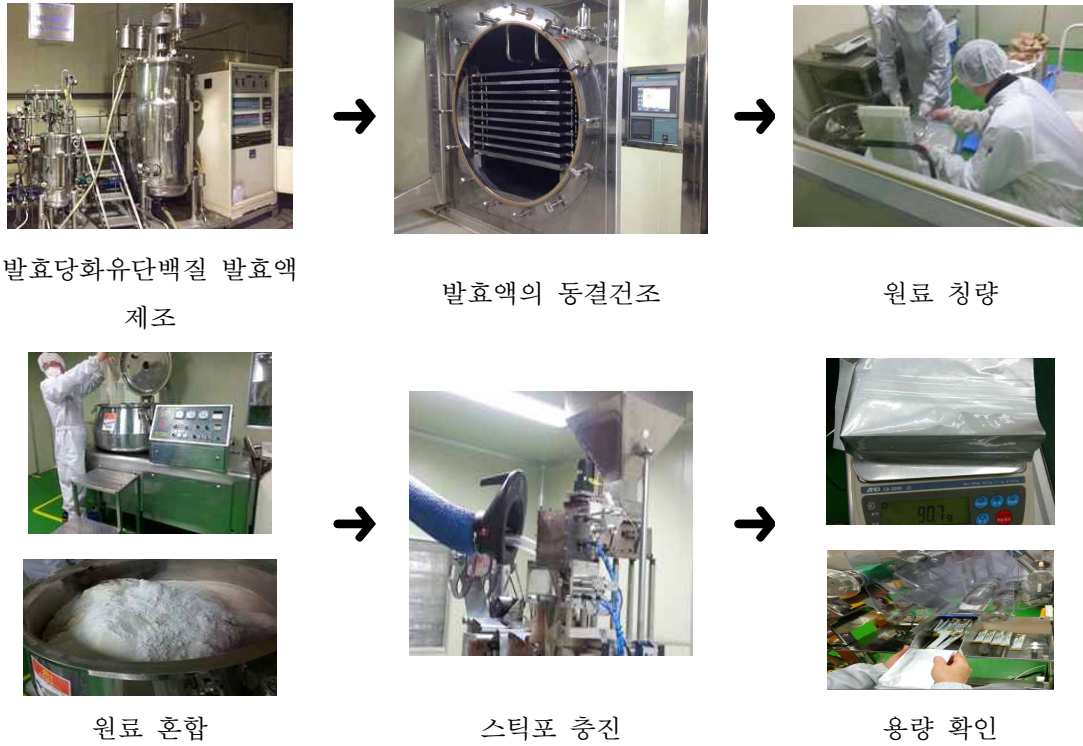 발효당화유단백질 발효액
제조
발효액의 동결건조
원료 칭량
AND
90.7g
원료 혼합
스틱포 충진
용량 확인